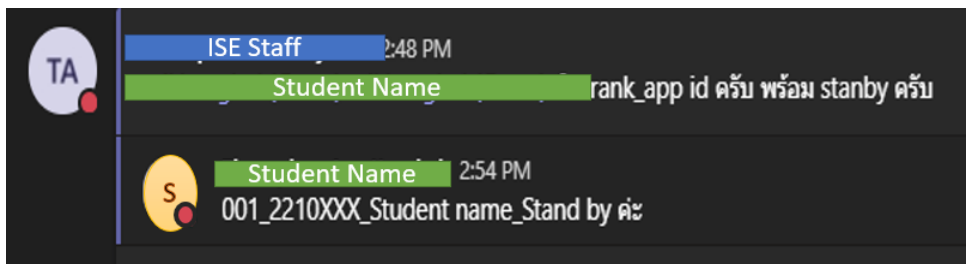 TA
ISE Staff 2:48 PM
Student Name rank_app id ครับ พร้อม stanby ครับ
S
Student Name 2:54 PM
001_2210XXX_Student name_Stand by ค่ะ